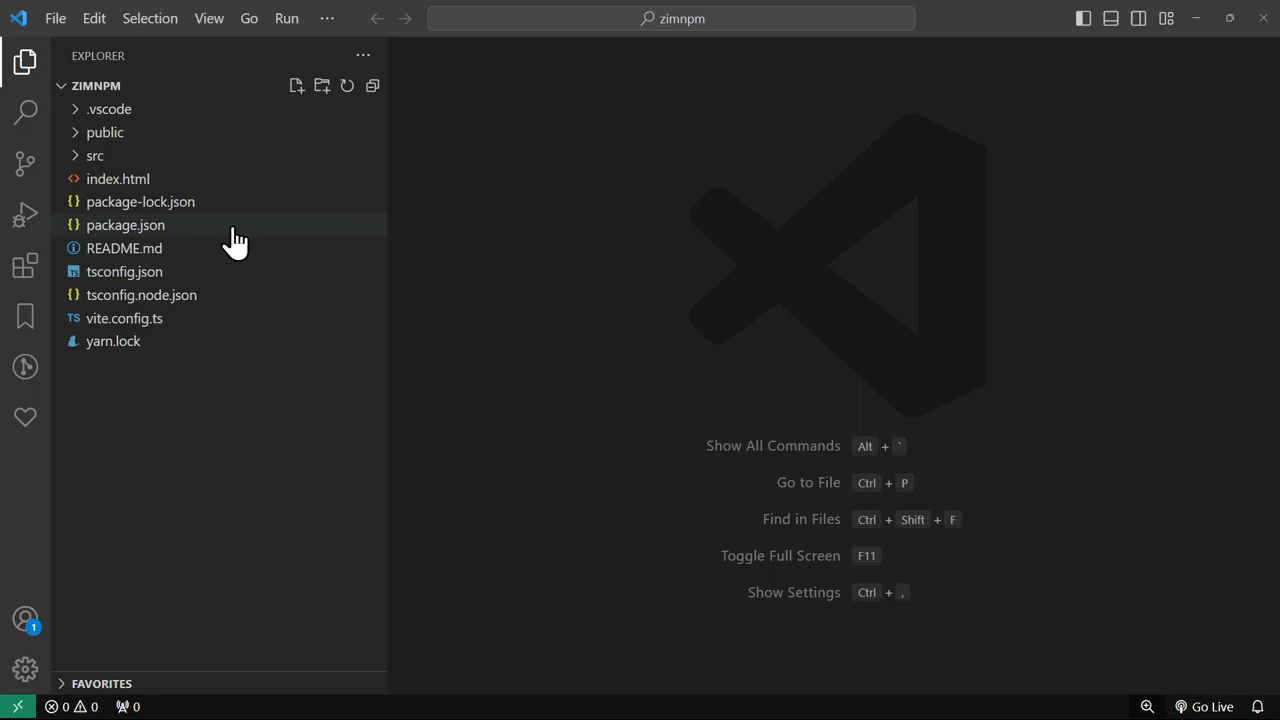 File Edit Selection View Go Run ··· zimnpm
EXPLORER ···
ZIMNPM
.vscode
public
src
index.html
package-lock.json
package.json
README.md
tsconfig.json
tsconfig.node.json
TS vite.config.ts
yarn.lock
Show All Commands Alt + `
Go to File Ctrl + P
Find in Files Ctrl + Shift + F
Toggle Full Screen F11
Show Settings Ctrl + ,
1
FAVORITES
0 0 0 Go Live